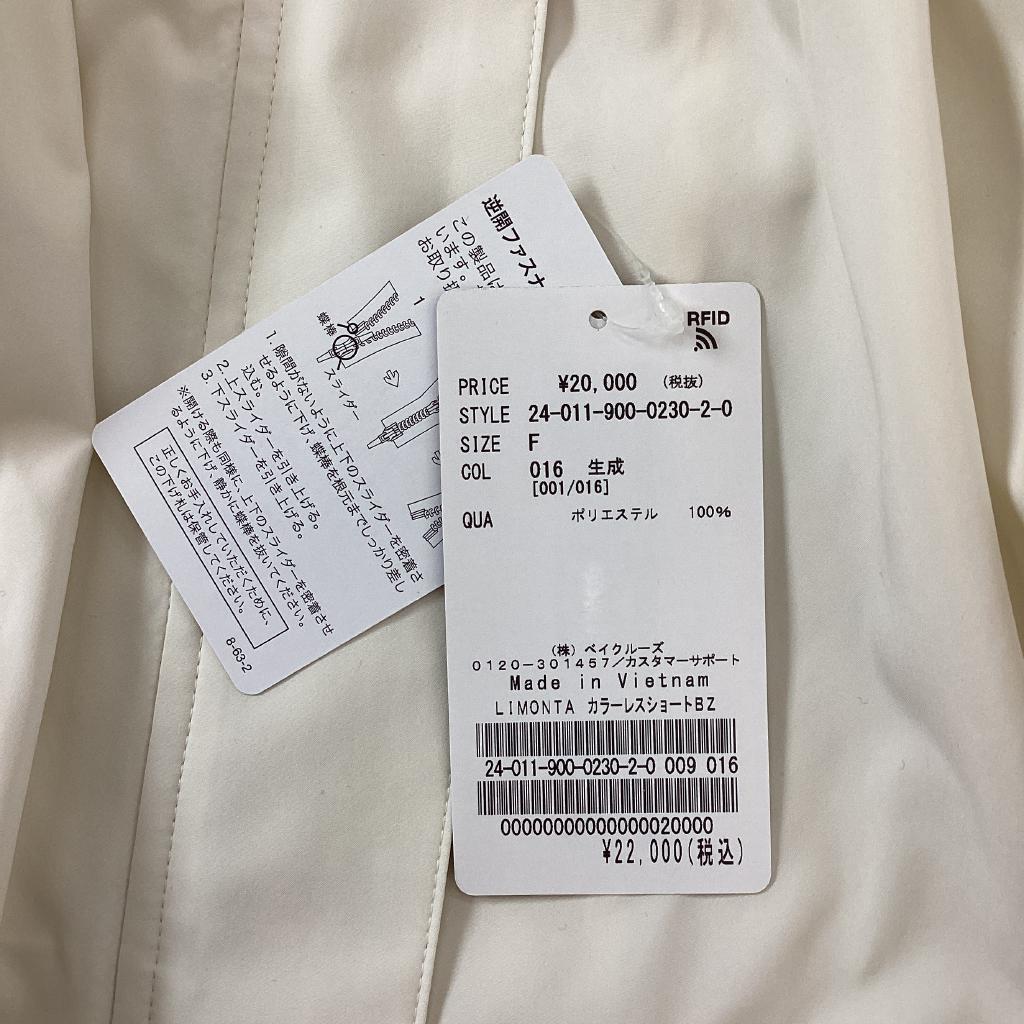 逆開ファスナ
この製品に
います。
お取り扱
1
蝶棒
スライダー
1. 隙間がないように上下のスライダーを密着さ
せるように下げ、蝶棒を根元までしっかり差し
込む。
2. 上スライダーを引き上げる。
3. 下スライダーを引き上げる。
※開ける際も同様に、上下のスライダーを密着させ
るように下げ、静かに蝶棒を抜いてください。
正しくお手入れしていただくために、
この下げ札は保管してください。
8-63-2
RFID
PRICE ¥20,000 (税抜)
STYLE 24-011-900-0230-2-0
SIZE F
COL 016 生成
[001/016]
QUA ポリエステル 100%
(株) ベイクルーズ
0120-301457/カスタマーサポート
Made in Vietnam
LIMONTA カラーレスショートBZ
24-011-900-0230-2-0 009 016
00000000000000020000
¥22,000(税込)